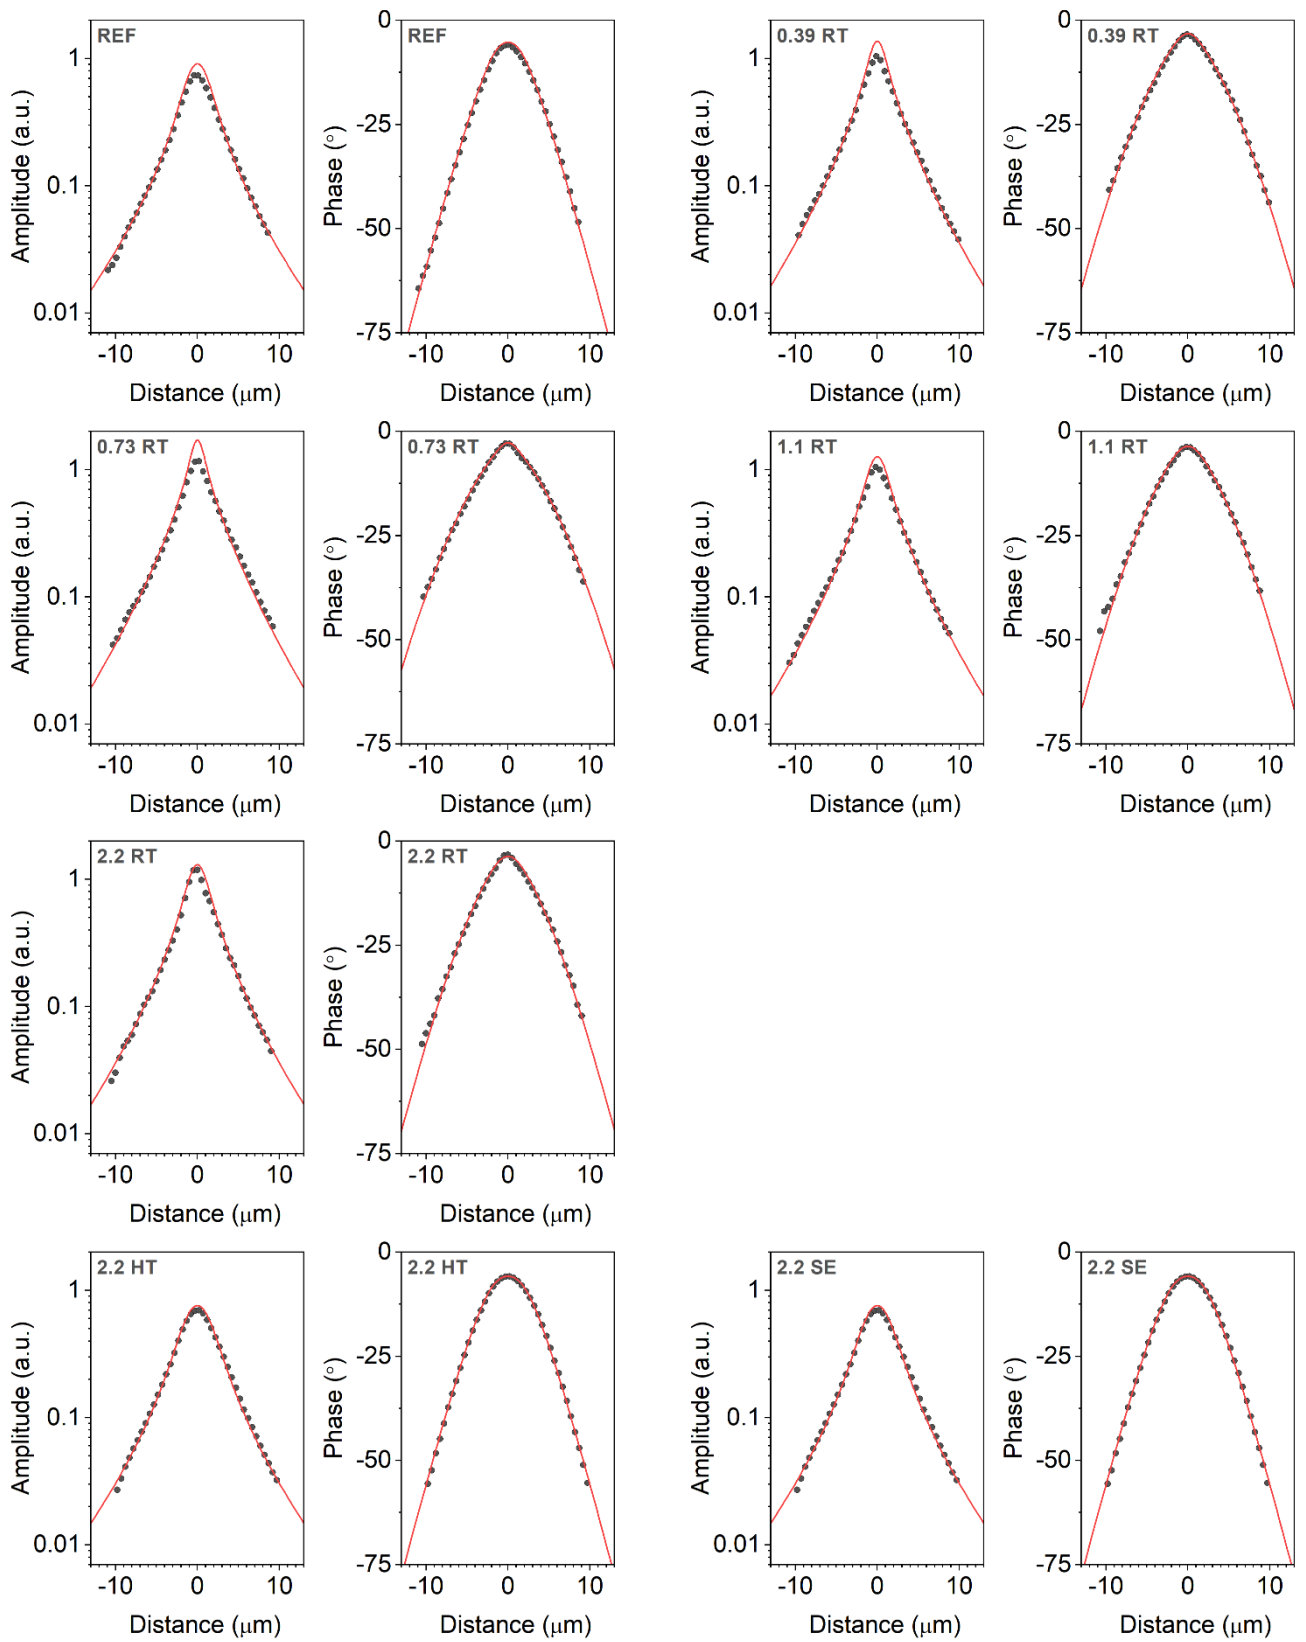 REF
Amplitude (a.u.)
1
0.1
0.01
-10 0 10
Distance (μm)
REF
Phase (°)
0
-25
-50
-75
-10 0 10
Distance (μm)
0.39 RT
Amplitude (a.u.)
1
0.1
0.01
-10 0 10
Distance (μm)
0.39 RT
Phase (°)
0
-25
-50
-75
-10 0 10
Distance (μm)
0.73 RT
Amplitude (a.u.)
1
0.1
0.01
-10 0 10
Distance (μm)
0.73 RT
Phase (°)
0
-25
-50
-75
-10 0 10
Distance (μm)
1.1 RT
Amplitude (a.u.)
1
0.1
0.01
-10 0 10
Distance (μm)
1.1 RT
Phase (°)
0
-25
-50
-75
-10 0 10
Distance (μm)
2.2 RT
Amplitude (a.u.)
1
0.1
0.01
-10 0 10
Distance (μm)
2.2 RT
Phase (°)
0
-25
-50
-75
-10 0 10
Distance (μm)
2.2 HT
Amplitude (a.u.)
1
0.1
0.01
-10 0 10
Distance (μm)
2.2 HT
Phase (°)
0
-25
-50
-75
-10 0 10
Distance (μm)
2.2 SE
Amplitude (a.u.)
1
0.1
0.01
-10 0 10
Distance (μm)
2.2 SE
Phase (°)
0
-25
-50
-75
-10 0 10
Distance (μm)